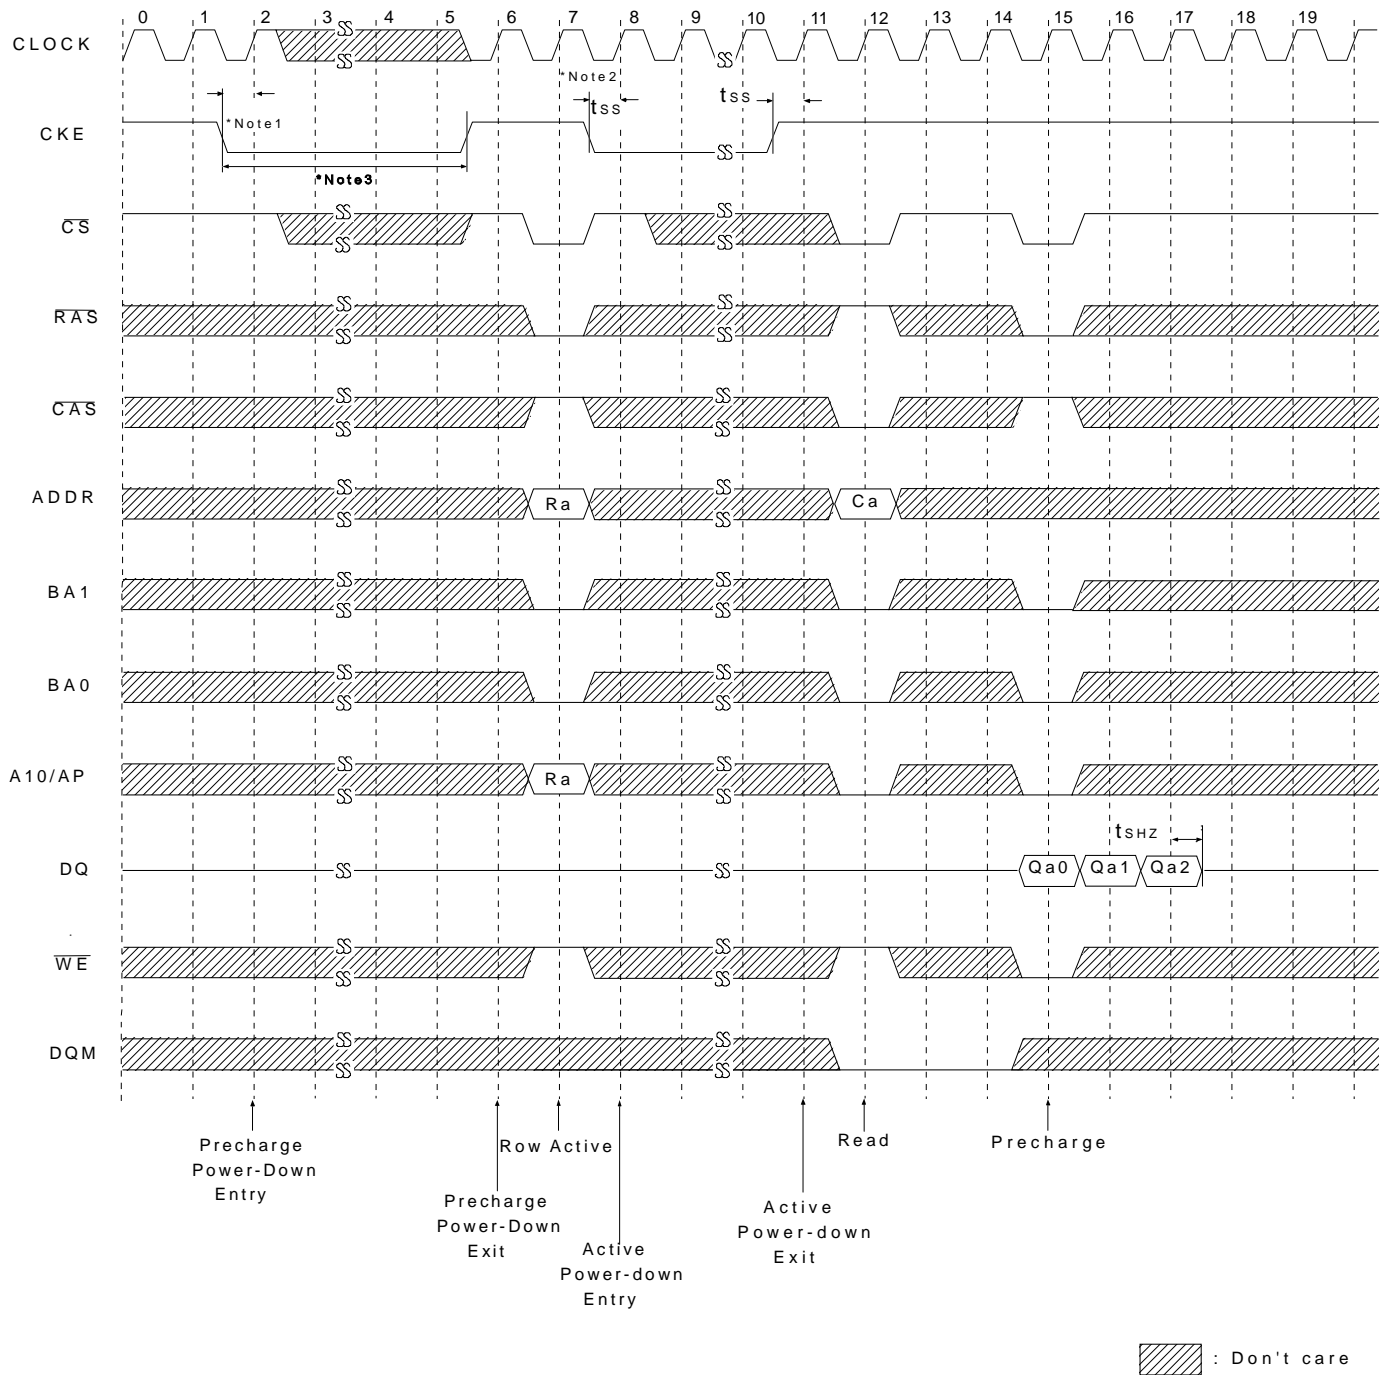 0 1 2 3 4 5 6 7 8 9 10 11 12 13 14 15 16 17 18 19
CLOCK
*Note2
tSS
tSS
*Note1
CKE
*Note3
CS
RAS
CAS
ADDR
Ra
Ca
BA1
BA0
A10/AP
Ra
tSHZ
DQ
Qa0
Qa1
Qa2
WE
DQM
Precharge
Power-Down
Entry
Row Active
Read
Precharge
Precharge
Power-Down
Exit
Active
Power-down
Exit
Active
Power-down
Entry
: Don't care